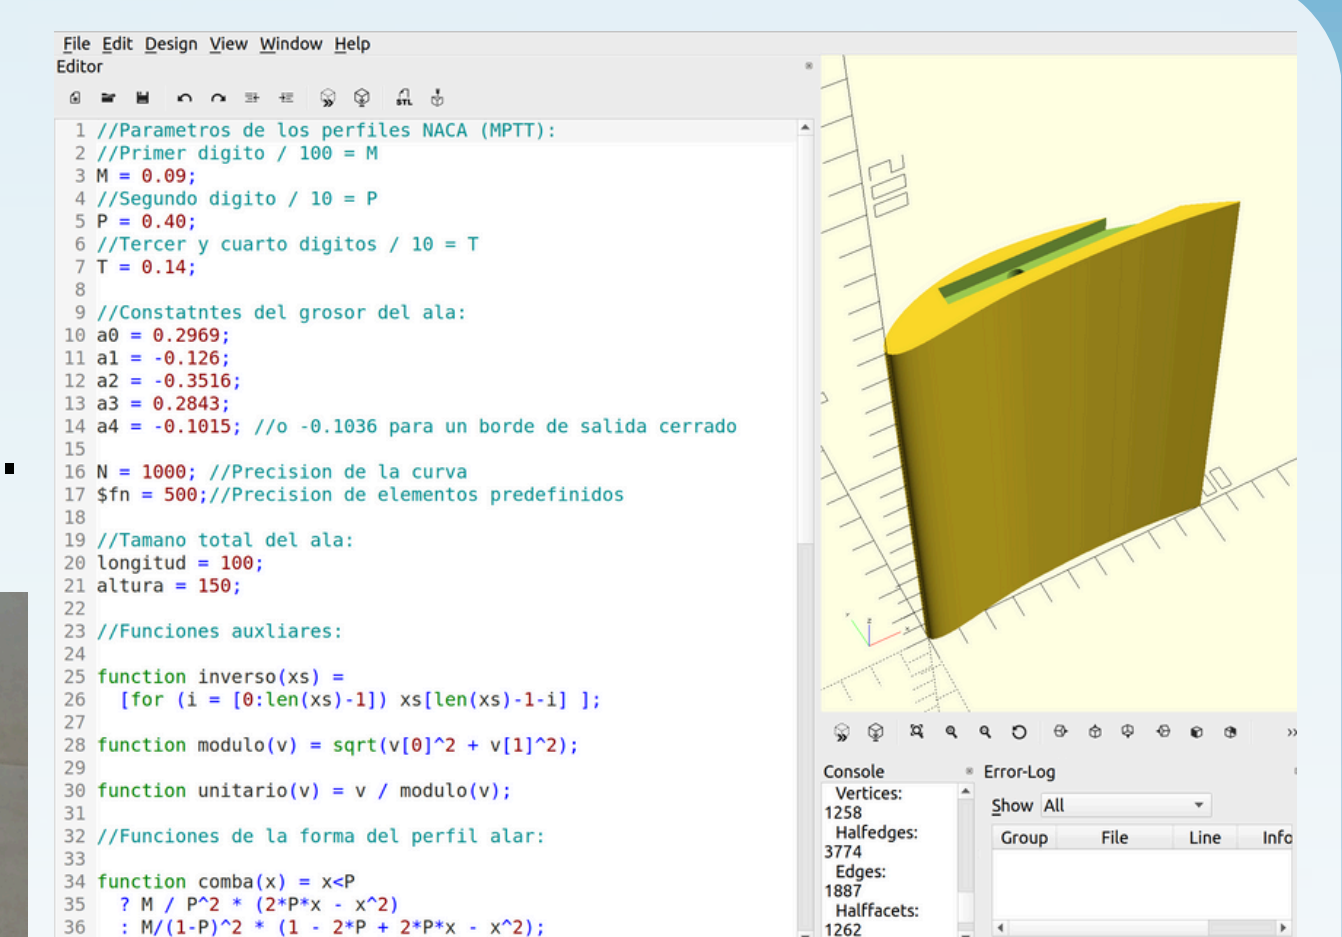 File Edit Design View Window Help
Editor
STL
1 //Parametros de los perfiles NACA (MPTT):
2 //Primer digito / 100 = M
3 M = 0.09;
4 //Segundo digito / 10 = P
5 P = 0.40;
6 //Tercer y cuarto digitos / 10 = T
7 T = 0.14;
8
9 //Constatntes del grosor del ala:
10 a0 = 0.2969;
11 a1 = -0.126;
12 a2 = -0.3516;
13 a3 = 0.2843;
14 a4 = -0.1015; //o -0.1036 para un borde de salida cerrado
15
16 N = 1000; //Precision de la curva
17 $fn = 500;//Precision de elementos predefinidos
18
19 //Tamano total del ala:
20 longitud = 100;
21 altura = 150;
22
23 //Funciones auxliares:
24
25 function inverso(xs) =
26   [for (i = [0:len(xs)-1]) xs[len(xs)-1-i] ];
27
28 function modulo(v) = sqrt(v[0]^2 + v[1]^2);
29
30 function unitario(v) = v / modulo(v);
31
32 //Funciones de la forma del perfil alar:
33
34 function comba(x) = x<P
35   ? M / P^2 * (2*P*x - x^2)
36   : M/(1-P)^2 * (1 - 2*P + 2*P*x - x^2);
Console
Vertices:
1258
Halfedges:
3774
Edges:
1887
Halffacets:
1262
Error-Log
Show All
Group File Line Info